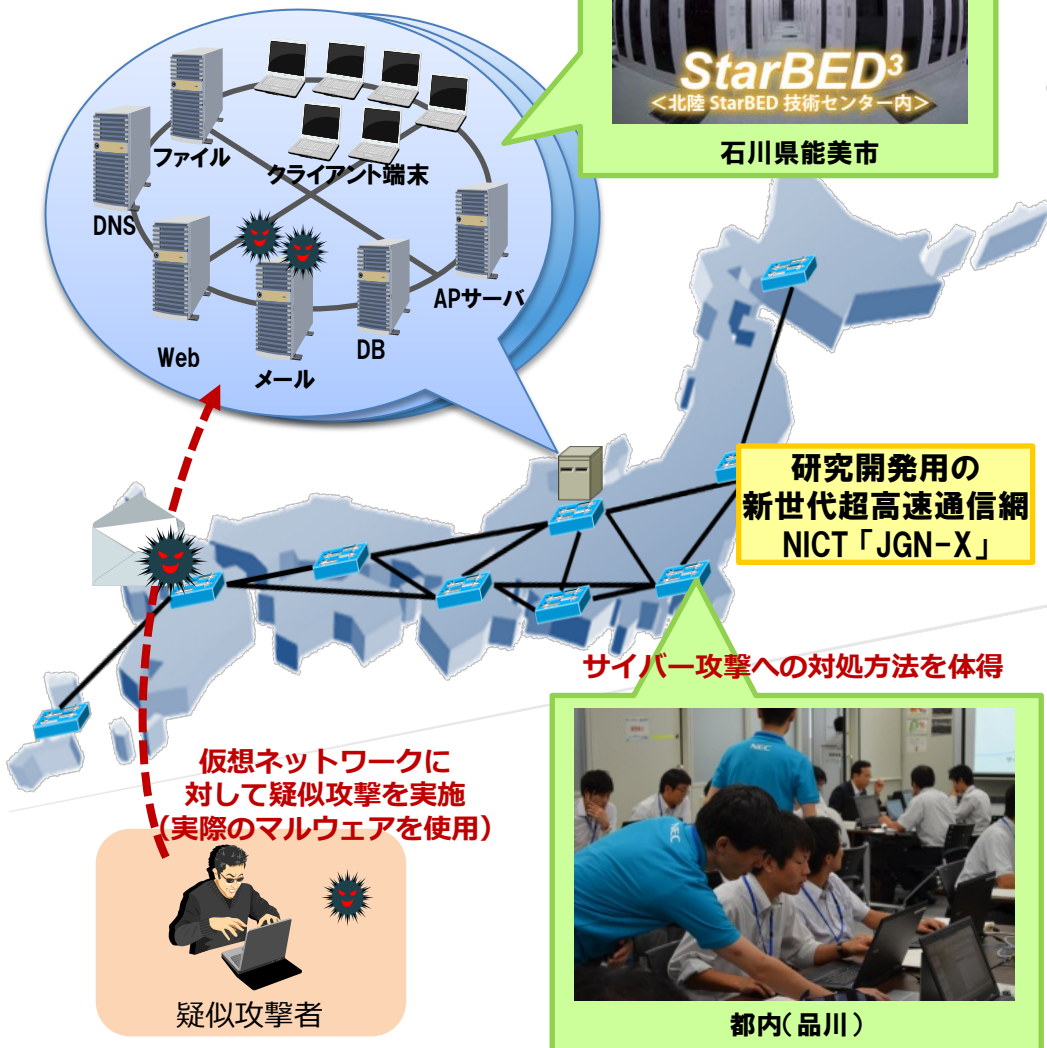 StarBED³
<北陸 StarBED 技術センター内>
石川県能美市
ファイル
クライアント端末
DNS
APサーバ
Web
DB
メール
研究開発用の
新世代超高速通信網
NICT「JGN-X」
サイバー攻撃への対処方法を体得
仮想ネットワークに
対して疑似攻撃を実施
（実際のマルウェアを使用）
NEC
NEC
疑似攻撃者
都内（品川）